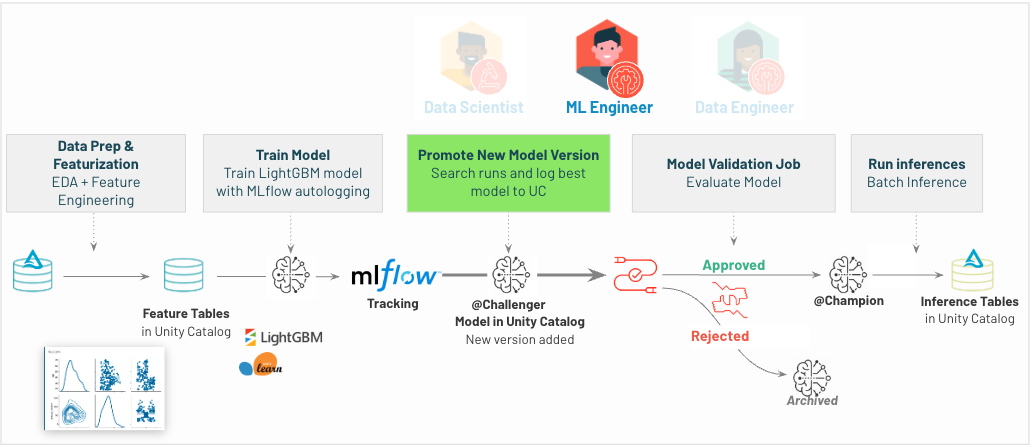 Data Scientist
ML Engineer
Data Engineer
Data Prep &
Featurization
EDA + Feature
Engineering
Train Model
Train LightGBM model
with MLflow autologging
Promote New Model Version
Search runs and log best
model to UC
Model Validation Job
Evaluate Model
Run inferences
Batch Inference
mlflow
Tracking
@Challenger
Model in Unity Catalog
New version added
Approved
Rejected
@Champion
Archived
Inference Tables
in Unity Catalog
Feature Tables
in Unity Catalog
LightGBM
learn